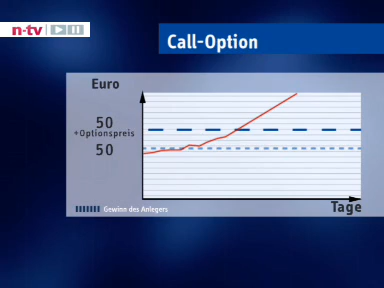 n-tv
Call-Option
Euro
50
+Optionspreis
50
Gewinn des Anlegers
Tage